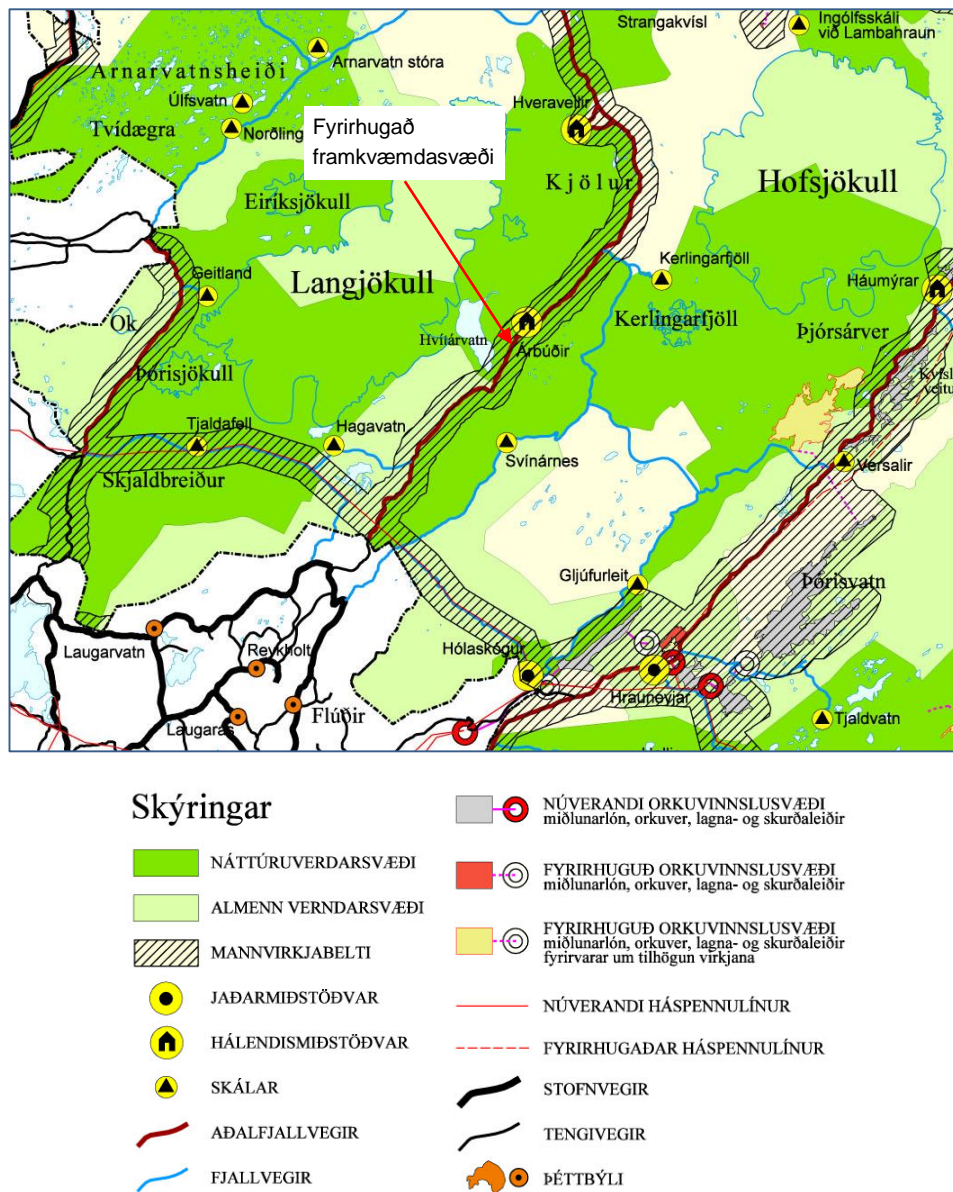 Strangakvísl
Ingólfsskáli
við Lambahraun
Arnarvatn stóra
Arnarvatnsheiði
Úlfsvatn
Hveravellir
Fyrirhugað
framkvæmdasvæði
Tvídægra
Norðling
Kjölur
Hofsjökull
Eiríksjökull
Kerlingarfjöll
Geitland
Langjökull
Háumýrar
Ok
Kerlingarfjöll
Þjórsárver
Hvítárvatn
Árbúðir
Þórisjökull
Kvísl
veitu
Tjaldafell
Hagavatn
Svínárnes
Versalir
Skjaldbreiður
Gljúfurleit
Þórisvatn
Laugarvatn
Reykholt
Hólaskógur
Hrauneyjar
Laugarás
Flúðir
Tjaldvatn
Skýringar
NÁTTÚRUVERDARSVÆÐI
ALMENN VERNDARSVÆÐI
MANNVIRKJABELTI
JAÐARMIÐSTÖÐVAR
HÁLENDISMIÐSTÖÐVAR
SKÁLAR
AÐALFJALLVEGIR
FJALLVEGIR
NÚVERANDI ORKUVINNSLUSVÆÐI
miðlunarlón, orkuver, lagna- og skurðaleiðir
FYRIRHUGUÐ ORKUVINNSLUSVÆÐI
miðlunarlón, orkuver, lagna- og skurðaleiðir
FYRIRHUGUÐ ORKUVINNSLUSVÆÐI
miðlunarlón, orkuver, lagna- og skurðaleiðir
fyrirvarar um tilhögun virkjana
NÚVERANDI HÁSPENNULÍNUR
FYRIRHUGAÐAR HÁSPENNULÍNUR
STOFNVEGIR
TENGIVEGIR
ÞÉTTBÝLI